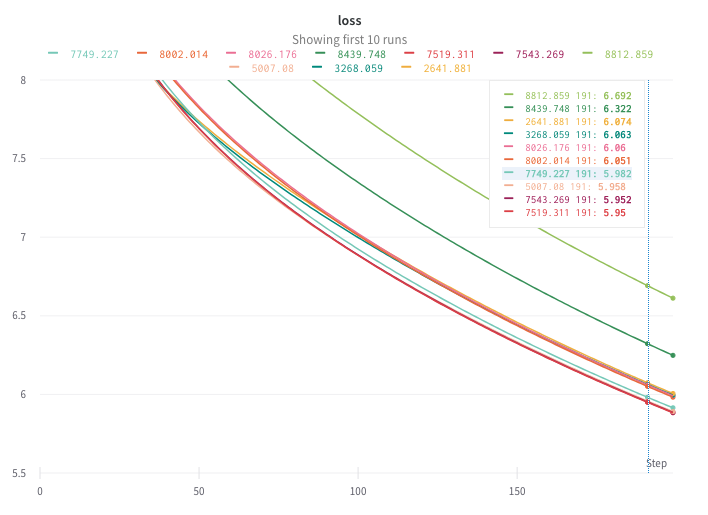 loss
Showing first 10 runs
7749.227 8002.014 8026.176 8439.748 7519.311 7543.269 8812.859
5007.08 3268.059 2641.881
8
7.5
7
6.5
6
5.5
8812.859 191: 6.692
8439.748 191: 6.322
2641.881 191: 6.074
3268.059 191: 6.063
8026.176 191: 6.06
8002.014 191: 6.051
7749.227 191: 5.982
5007.08 191: 5.958
7543.269 191: 5.952
7519.311 191: 5.95
Step
0 50 100 150